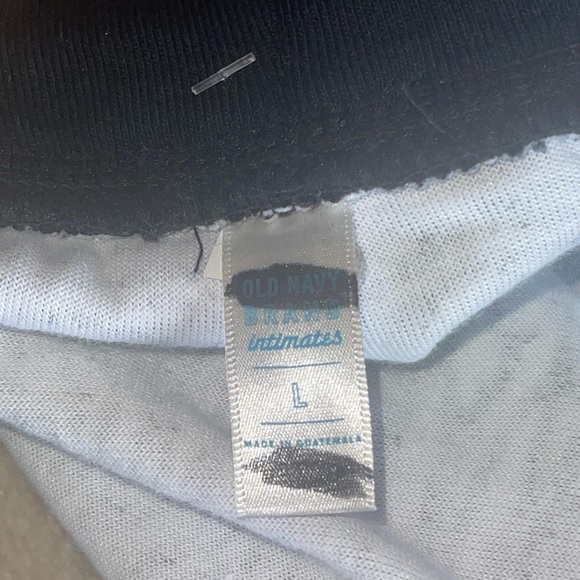 OLD NAVY
BRAND
intimates
L
MADE IN GUATEMALA